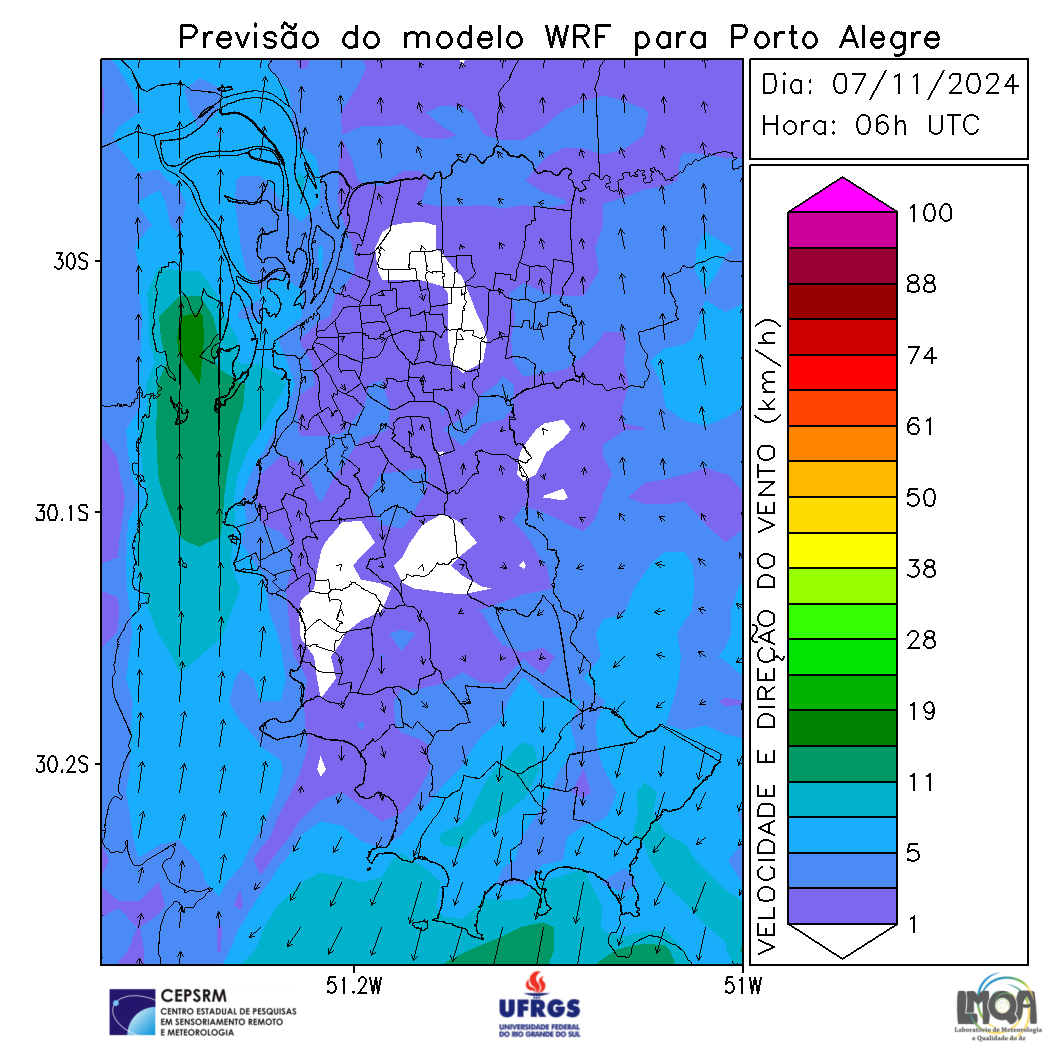 Previsão do modelo WRF para Porto Alegre
Dia: 07/11/2024
Hora: 06h UTC
30S
30.1S
30.2S
51.2W
51W
VELOCIDADE E DIREÇÃO DO VENTO (km/h)
100
88
74
61
50
38
28
19
11
5
1
CEPSRM
CENTRO ESTADUAL DE PESQUISAS
EM SENSORIAMENTO REMOTO
E METEOROLOGIA
UFRGS
UNIVERSIDADE FEDERAL
DO RIO GRANDE DO SUL
LMQA
Laboratório de Meteorologia
e Qualidade do Ar